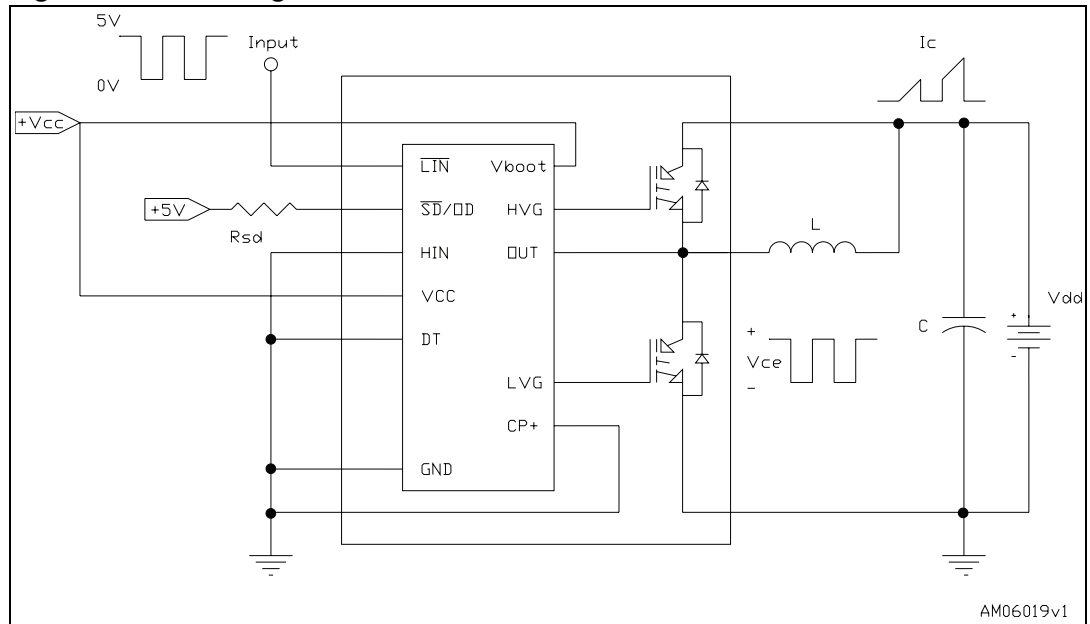 5V
0V
Input
Ic
+Vcc
LIN
Vboot
+5V
Rsd
SD/OD
HVG
HIN
OUT
L
VCC
DT
LVG
CP+
GND
+
Vce
-
C
+
-
Vdd
AM06019v1